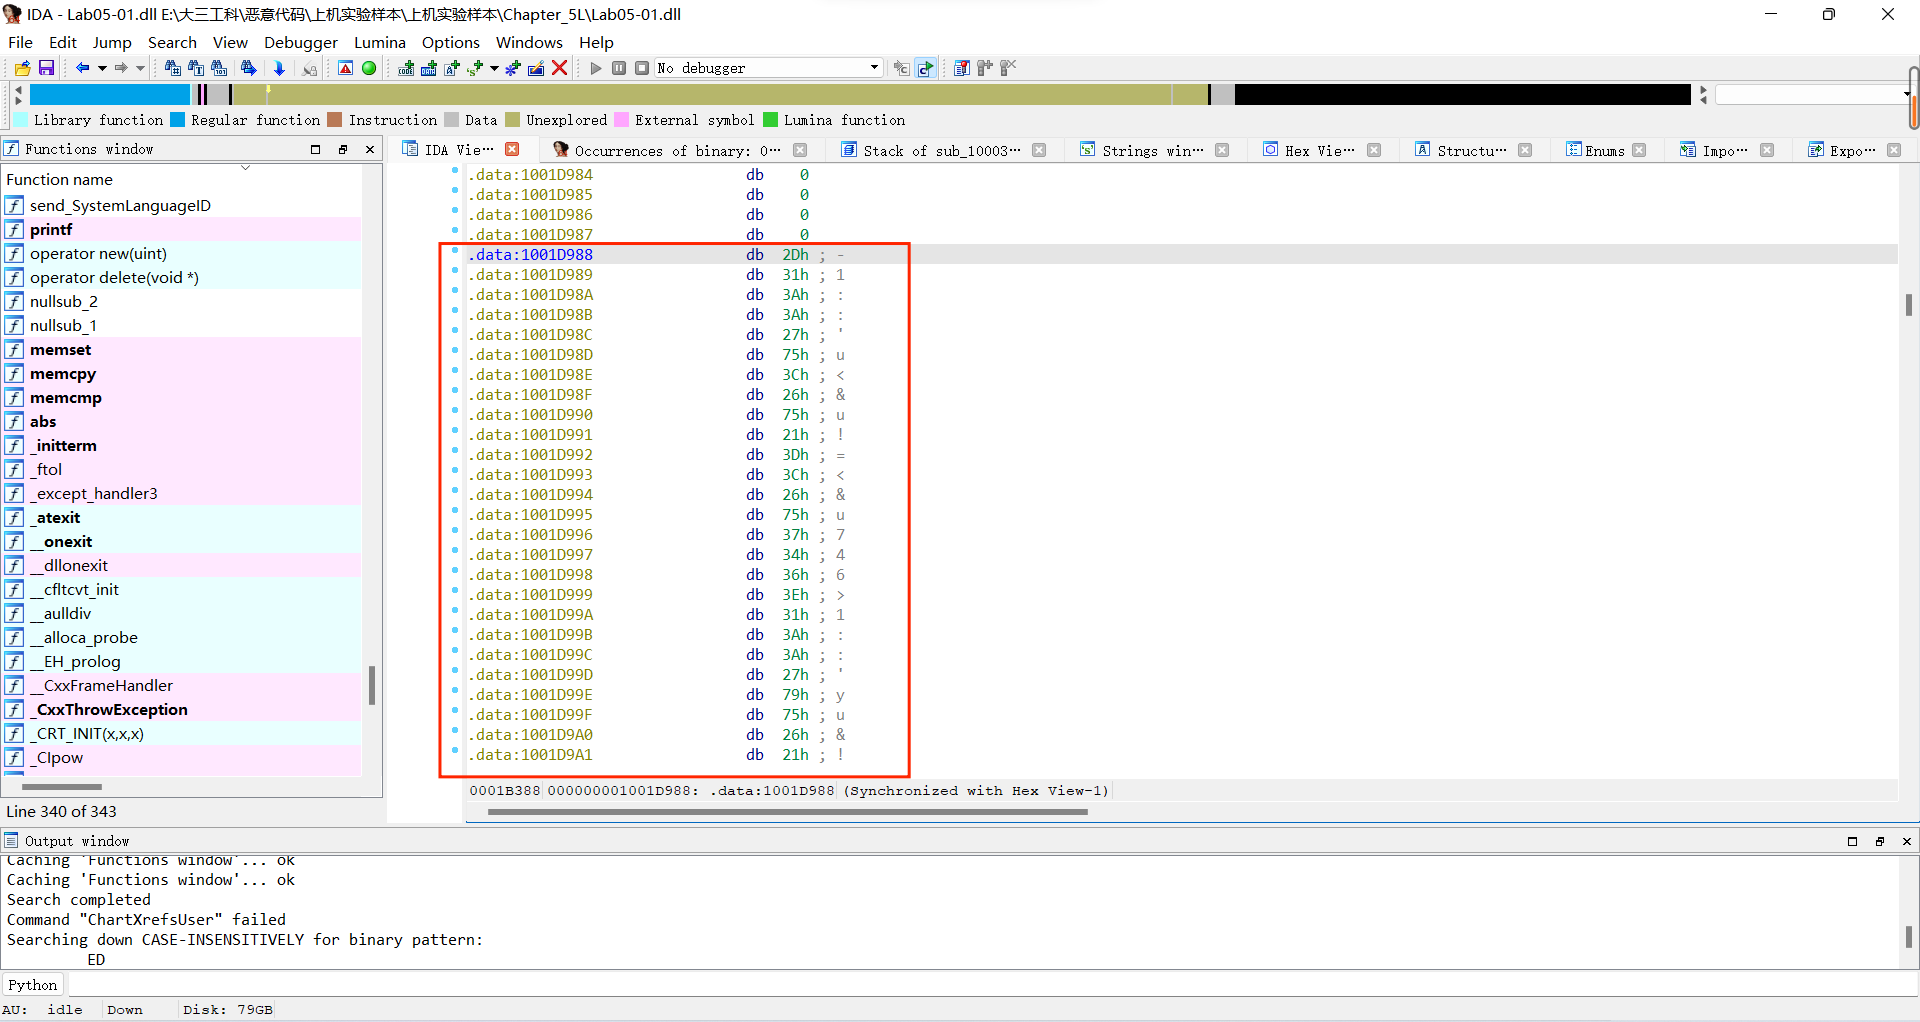 IDA - Lab05-01.dll E:\大三工科\恶意代码\上机实验样本\上机实验样本\Chapter_5L\Lab05-01.dll
File Edit Jump Search View Debugger Lumina Options Windows Help
No debugger
Library function Regular function Instruction Data Unexplored External symbol Lumina function
Functions window
IDA Vie··· Occurrences of binary: 0··· Stack of sub_10003··· Strings win··· Hex Vie··· Structu··· Enums Impo··· Expo···
Function name
send_SystemLanguageID
printf
operator new(uint)
operator delete(void *)
nullsub_2
nullsub_1
memset
memcpy
memcmp
abs
_initterm
_ftol
_except_handler3
_atexit
__onexit
__dllonexit
__cfltcvt_init
__aulldiv
__alloca_probe
__EH_prolog
__CxxFrameHandler
_CxxThrowException
_CRT_INIT(x,x,x)
_CIpow
Line 340 of 343
.data:1001D984 db 0
.data:1001D985 db 0
.data:1001D986 db 0
.data:1001D987 db 0
.data:1001D988 db 2Dh ; -
.data:1001D989 db 31h ; 1
.data:1001D98A db 3Ah ; :
.data:1001D98B db 3Ah ; :
.data:1001D98C db 27h ; '
.data:1001D98D db 75h ; u
.data:1001D98E db 3Ch ; <
.data:1001D98F db 26h ; &
.data:1001D990 db 75h ; u
.data:1001D991 db 21h ; !
.data:1001D992 db 3Dh ; =
.data:1001D993 db 3Ch ; <
.data:1001D994 db 26h ; &
.data:1001D995 db 75h ; u
.data:1001D996 db 37h ; 7
.data:1001D997 db 34h ; 4
.data:1001D998 db 36h ; 6
.data:1001D999 db 3Eh ; >
.data:1001D99A db 31h ; 1
.data:1001D99B db 3Ah ; :
.data:1001D99C db 3Ah ; :
.data:1001D99D db 27h ; '
.data:1001D99E db 79h ; y
.data:1001D99F db 75h ; u
.data:1001D9A0 db 26h ; &
.data:1001D9A1 db 21h ; !
0001B388 000000001001D988: .data:1001D988 (Synchronized with Hex View-1)
Output window
Caching 'Functions window'... ok
Caching 'Functions window'... ok
Search completed
Command "ChartXrefsUser" failed
Searching down CASE-INSENSITIVELY for binary pattern:
ED
Python
AU: idle Down Disk: 79GB